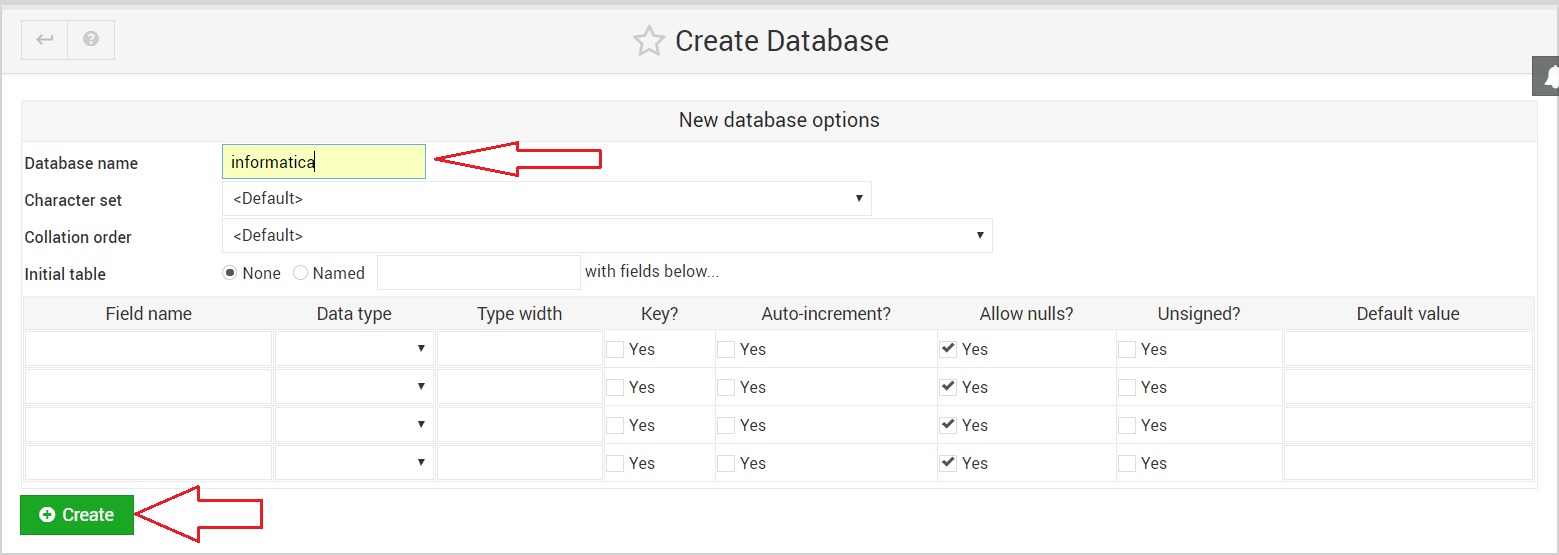 Create Database
New database options
Database name informatica
Character set <Default>
Collation order <Default>
Initial table None Named with fields below...
Field name Data type Type width Key? Auto-increment? Allow nulls? Unsigned? Default value
Yes Yes Yes Yes
Yes Yes Yes Yes
Yes Yes Yes Yes
Yes Yes Yes Yes
Create